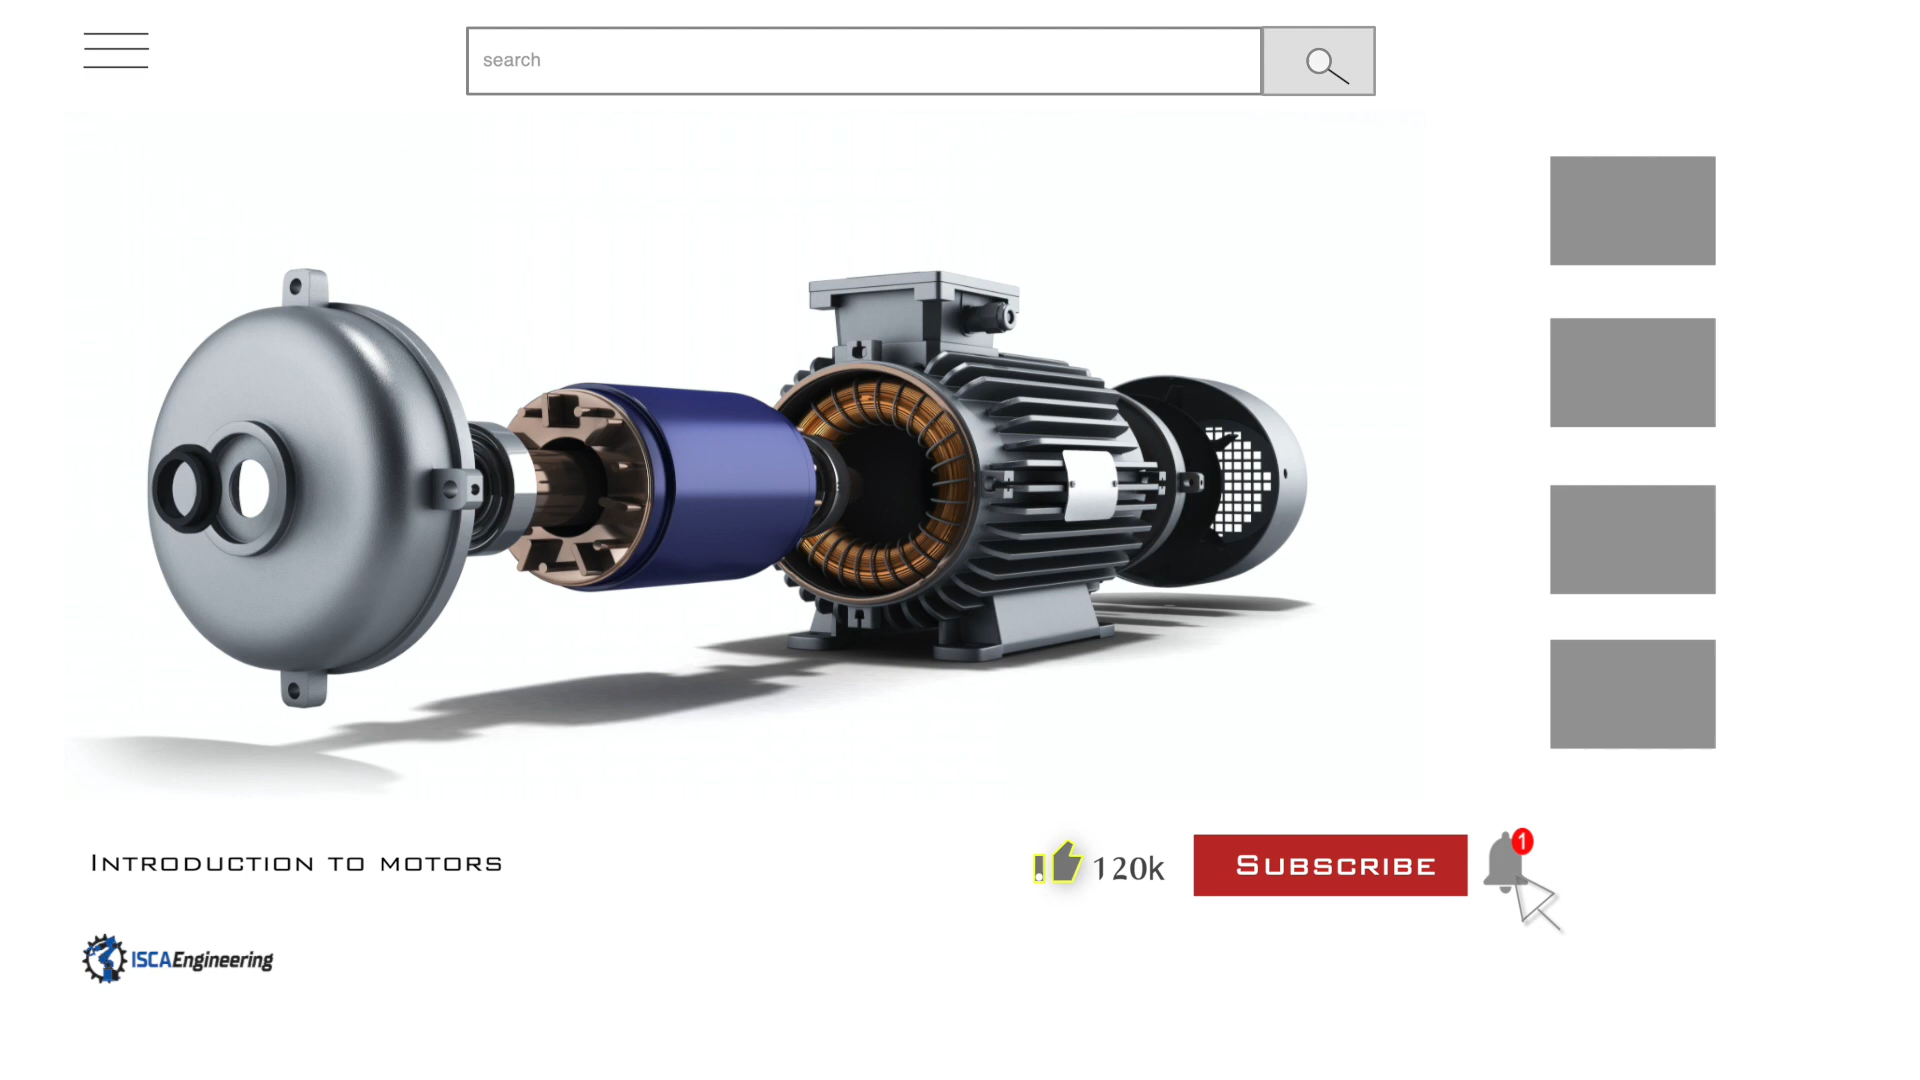 search
INTRODUCTION TO MOTORS
120k
SUBSCRIBE
1
ISCAEngineering